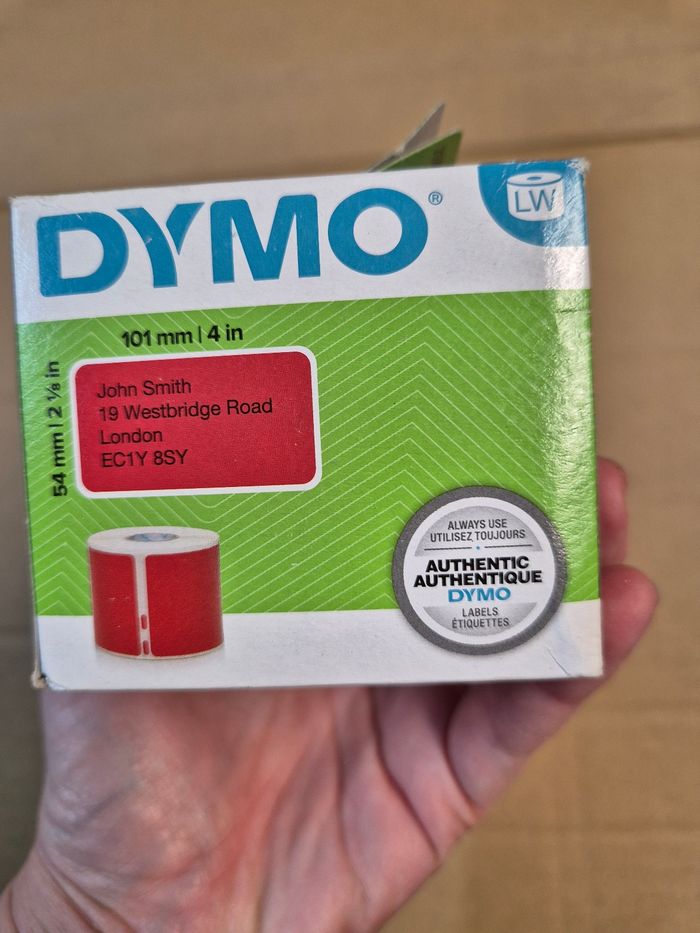 DYMO®
LW
101 mm | 4 in
54 mm | 2 ⅛ in
John Smith
19 Westbridge Road
London
EC1Y 8SY
ALWAYS USE
UTILISEZ TOUJOURS
AUTHENTIC
AUTHENTIQUE
DYMO
LABELS
ÉTIQUETTES